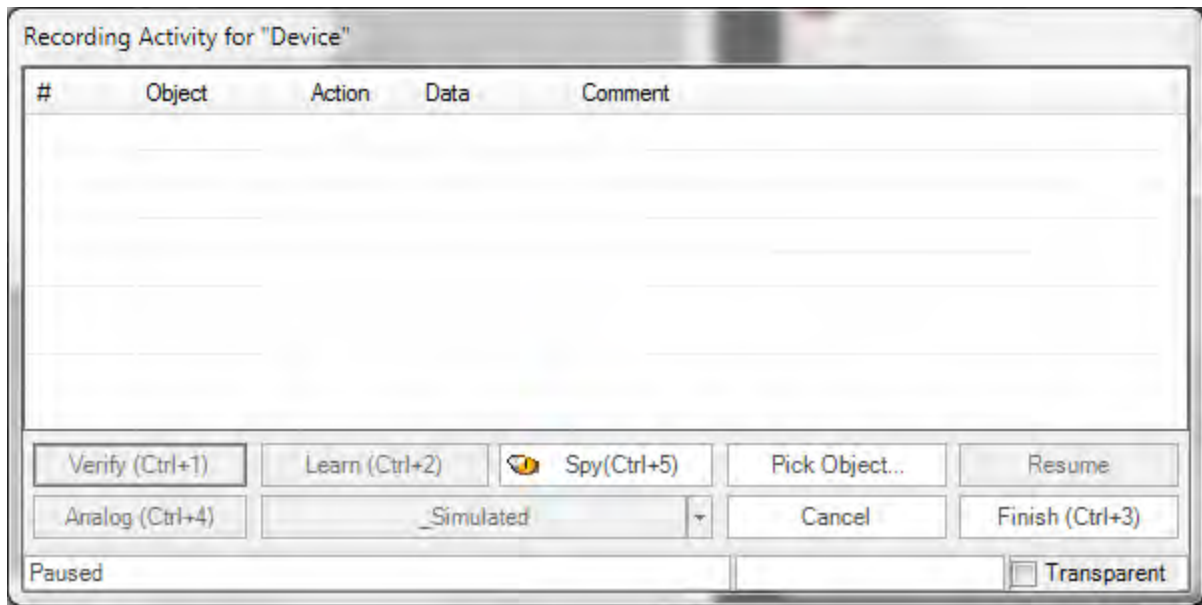 Recording Activity for "Device"
# Object Action Data Comment
Verify (Ctrl+1) Learn (Ctrl+2) Spy(Ctrl+5) Pick Object... Resume
Analog (Ctrl+4) _Simulated Cancel Finish (Ctrl+3)
Paused Transparent